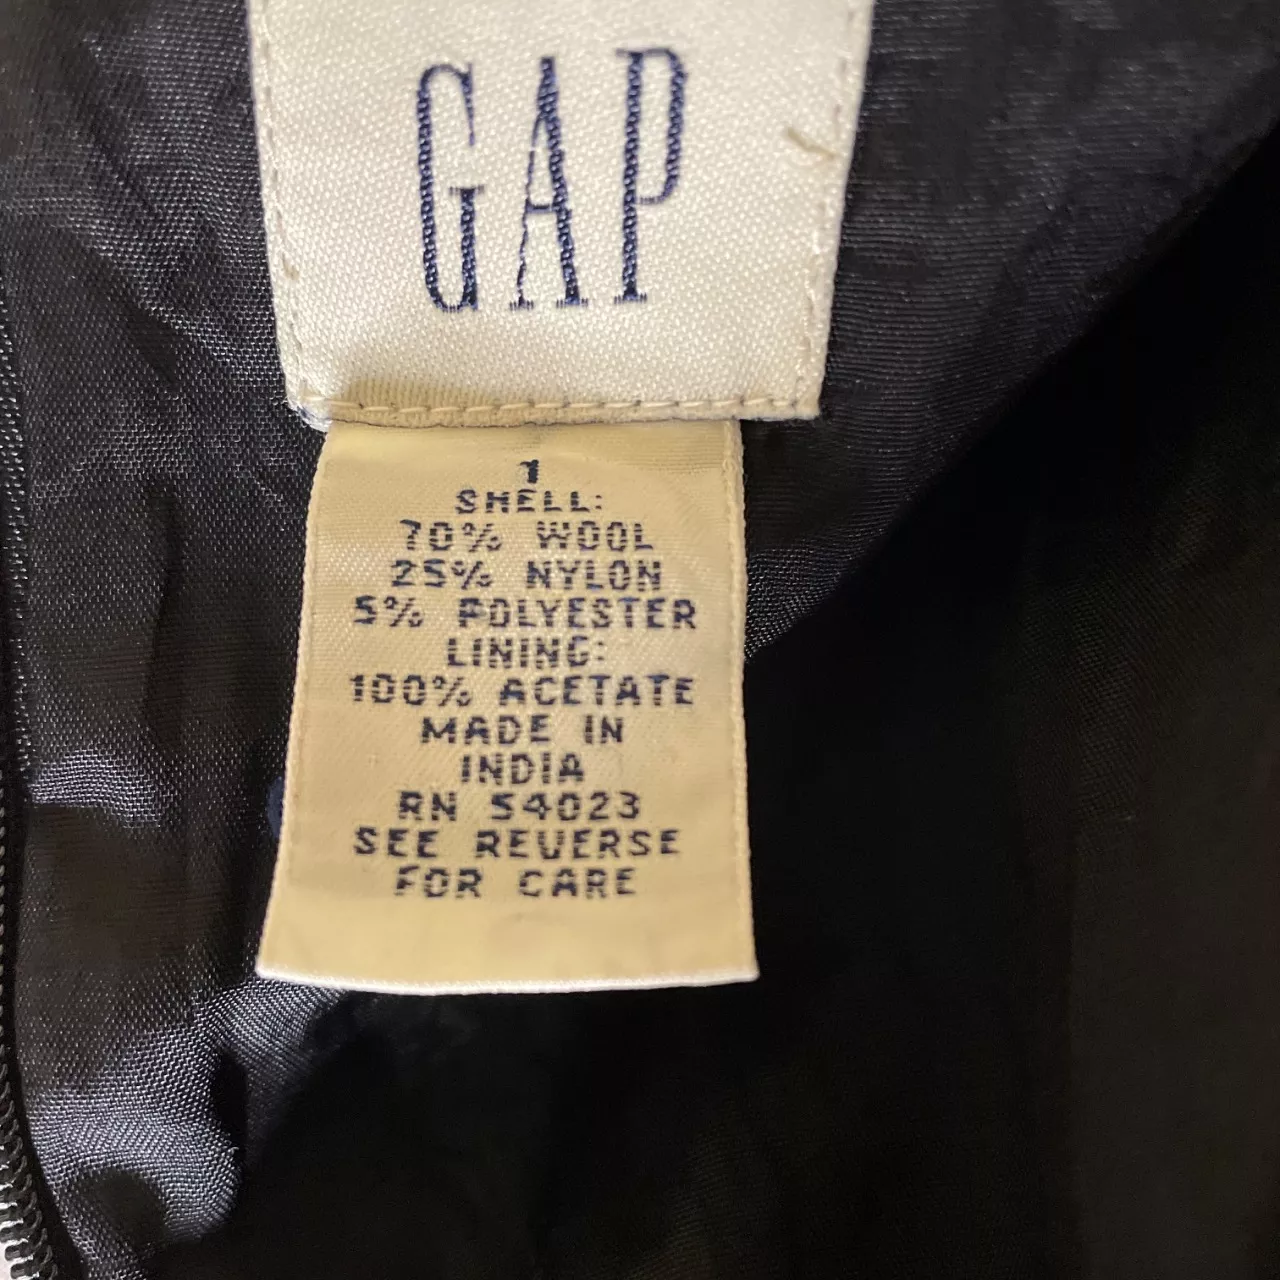 GAP
1
SHELL:
70% WOOL
25% NYLON
5% POLYESTER
LINING:
100% ACETATE
MADE IN
INDIA
RN 54023
SEE REVERSE
FOR CARE